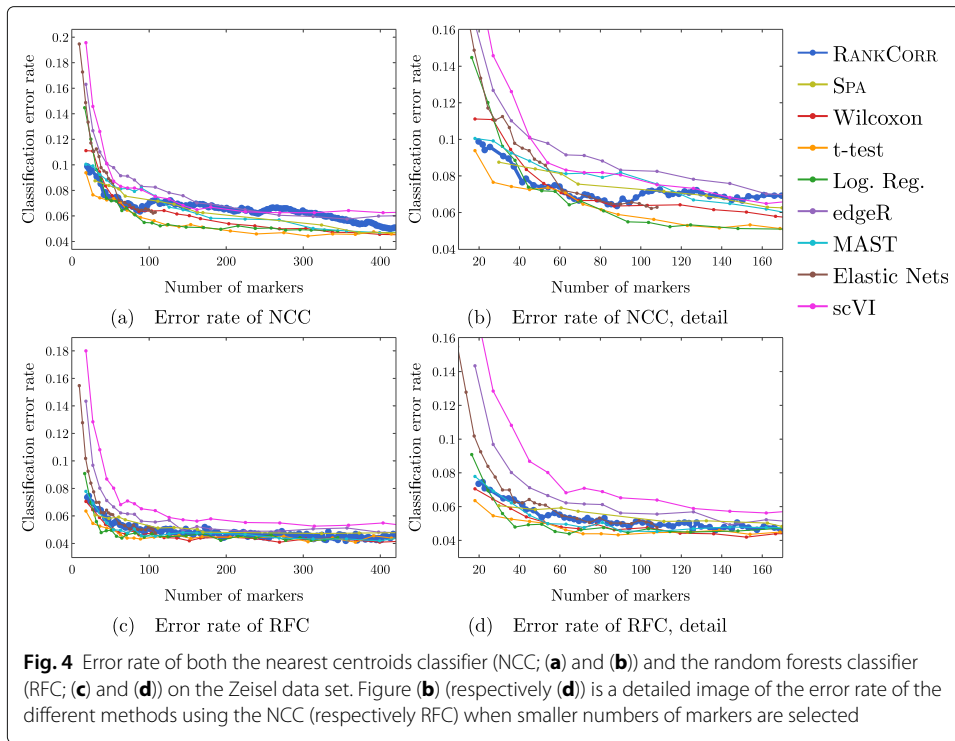 0.2
0.18
0.16
0.14
0.12
0.1
0.08
0.06
0.04
Classification error rate
0 100 200 300 400
Number of markers
(a) Error rate of NCC
0.16
0.14
0.12
0.1
0.08
0.06
0.04
Classification error rate
20 40 60 80 100 120 140 160
Number of markers
(b) Error rate of NCC, detail
RANKCORR
SPA
Wilcoxon
t-test
Log. Reg.
edgeR
MAST
Elastic Nets
scVI
0.18
0.16
0.14
0.12
0.1
0.08
0.06
0.04
Classification error rate
0 100 200 300 400
Number of markers
(c) Error rate of RFC
0.16
0.14
0.12
0.1
0.08
0.06
0.04
Classification error rate
20 40 60 80 100 120 140 160
Number of markers
(d) Error rate of RFC, detail
Fig. 4 Error rate of both the nearest centroids classifier (NCC; (a) and (b)) and the random forests classifier
(RFC; (c) and (d)) on the Zeisel data set. Figure (b) (respectively (d)) is a detailed image of the error rate of the
different methods using the NCC (respectively RFC) when smaller numbers of markers are selected